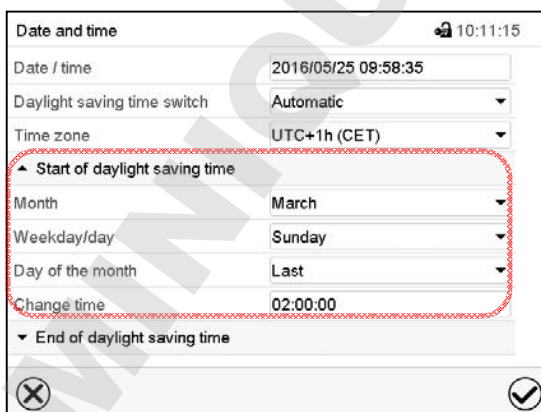 Date and time 10:11:15
Date / time 2016/05/25 09:58:35
Daylight saving time switch Automatic
Time zone UTC+1h (CET)
Start of daylight saving time
Month March
Weekday/day Sunday
Day of the month Last
Change time 02:00:00
End of daylight saving time